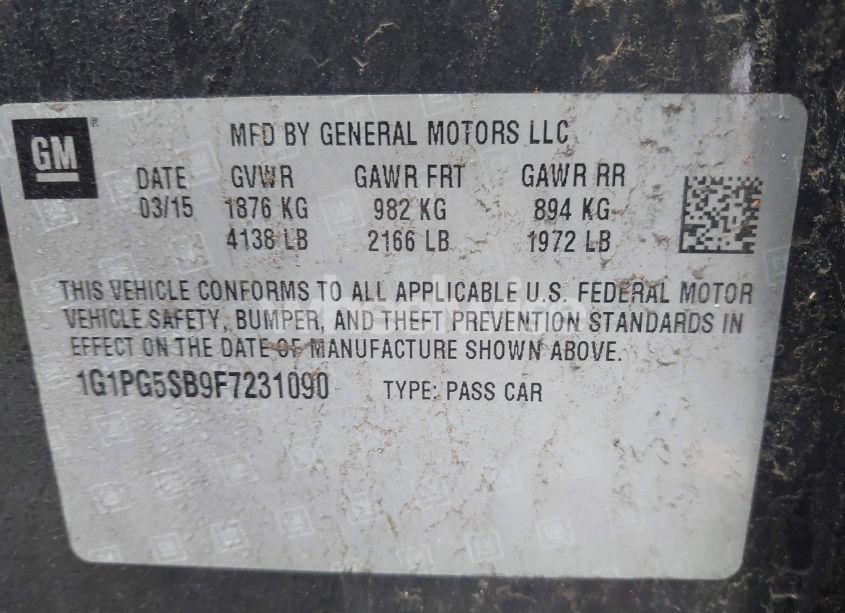 GM
MFD BY GENERAL MOTORS LLC
DATE GVWR GAWR FRT GAWR RR
03/15 1876 KG 982 KG 894 KG
4138 LB 2166 LB 1972 LB
THIS VEHICLE CONFORMS TO ALL APPLICABLE U.S. FEDERAL MOTOR
VEHICLE SAFETY, BUMPER, AND THEFT PREVENTION STANDARDS IN
EFFECT ON THE DATE OF MANUFACTURE SHOWN ABOVE.
1G1PG5SB9F7231090 TYPE: PASS CAR